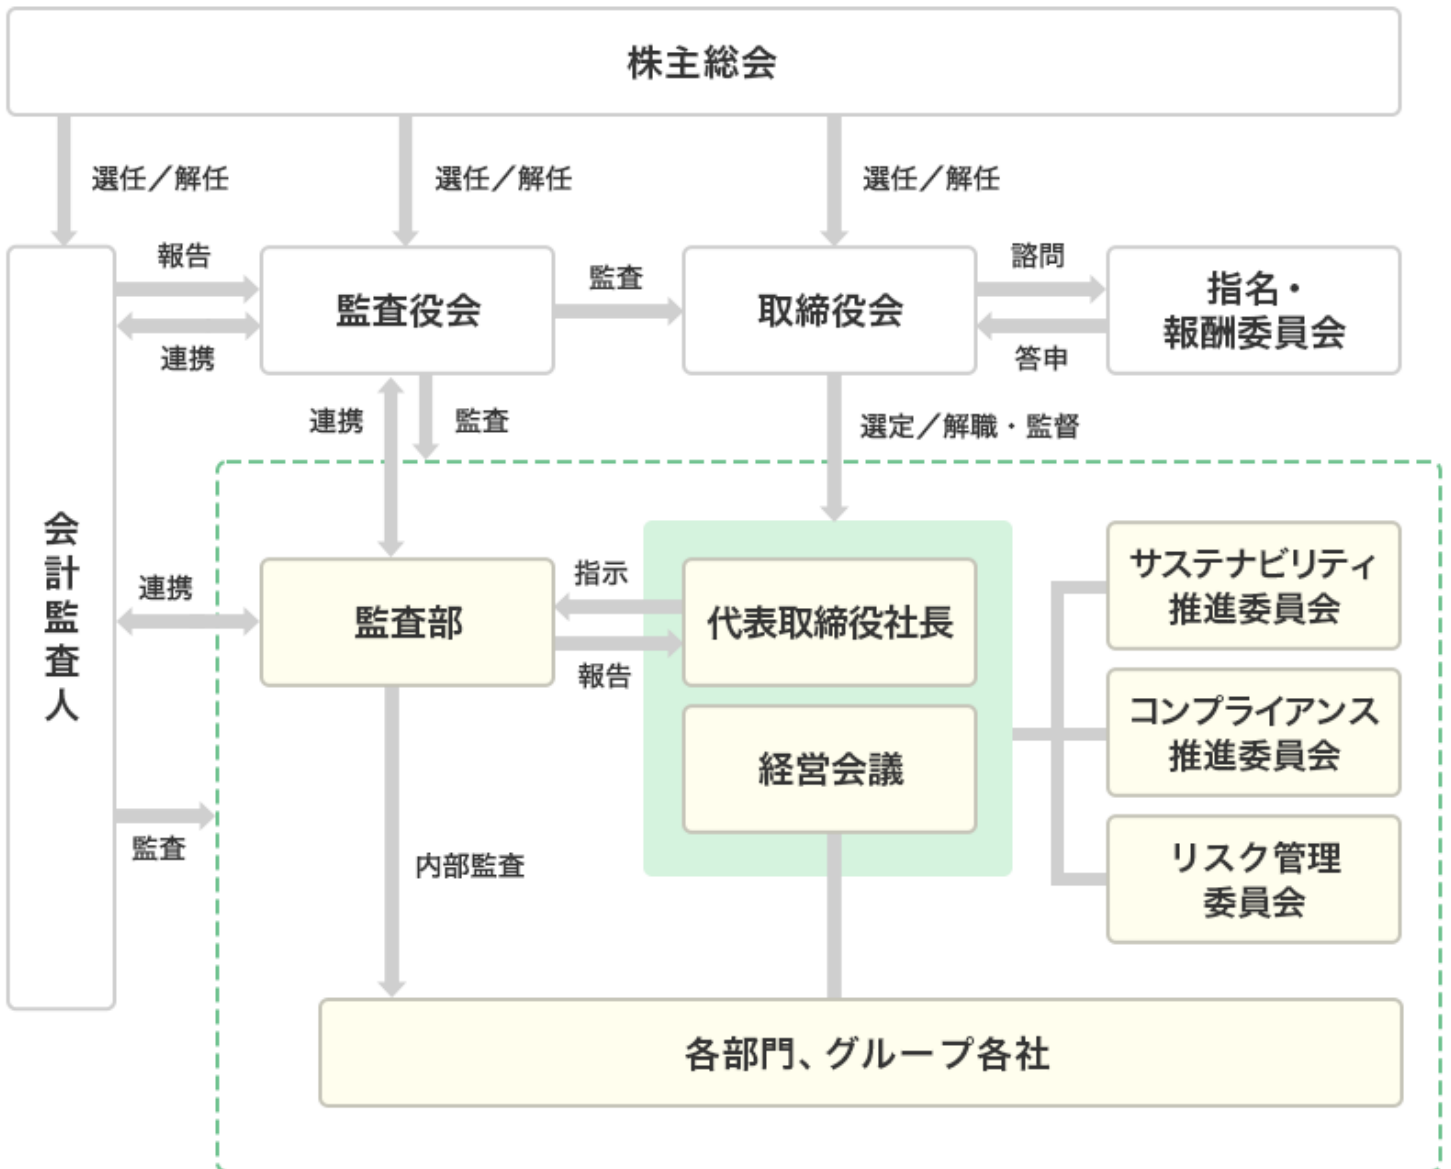 株主総会
選任／解任
選任／解任
選任／解任
報告
監査
諮問
監査役会
取締役会
指名・
報酬委員会
連携
答申
連携
監査
選定／解職・監督
会計監査人
連携
監査部
指示
報告
代表取締役社長
経営会議
サステナビリティ
推進委員会
コンプライアンス
推進委員会
リスク管理
委員会
監査
内部監査
各部門、グループ各社